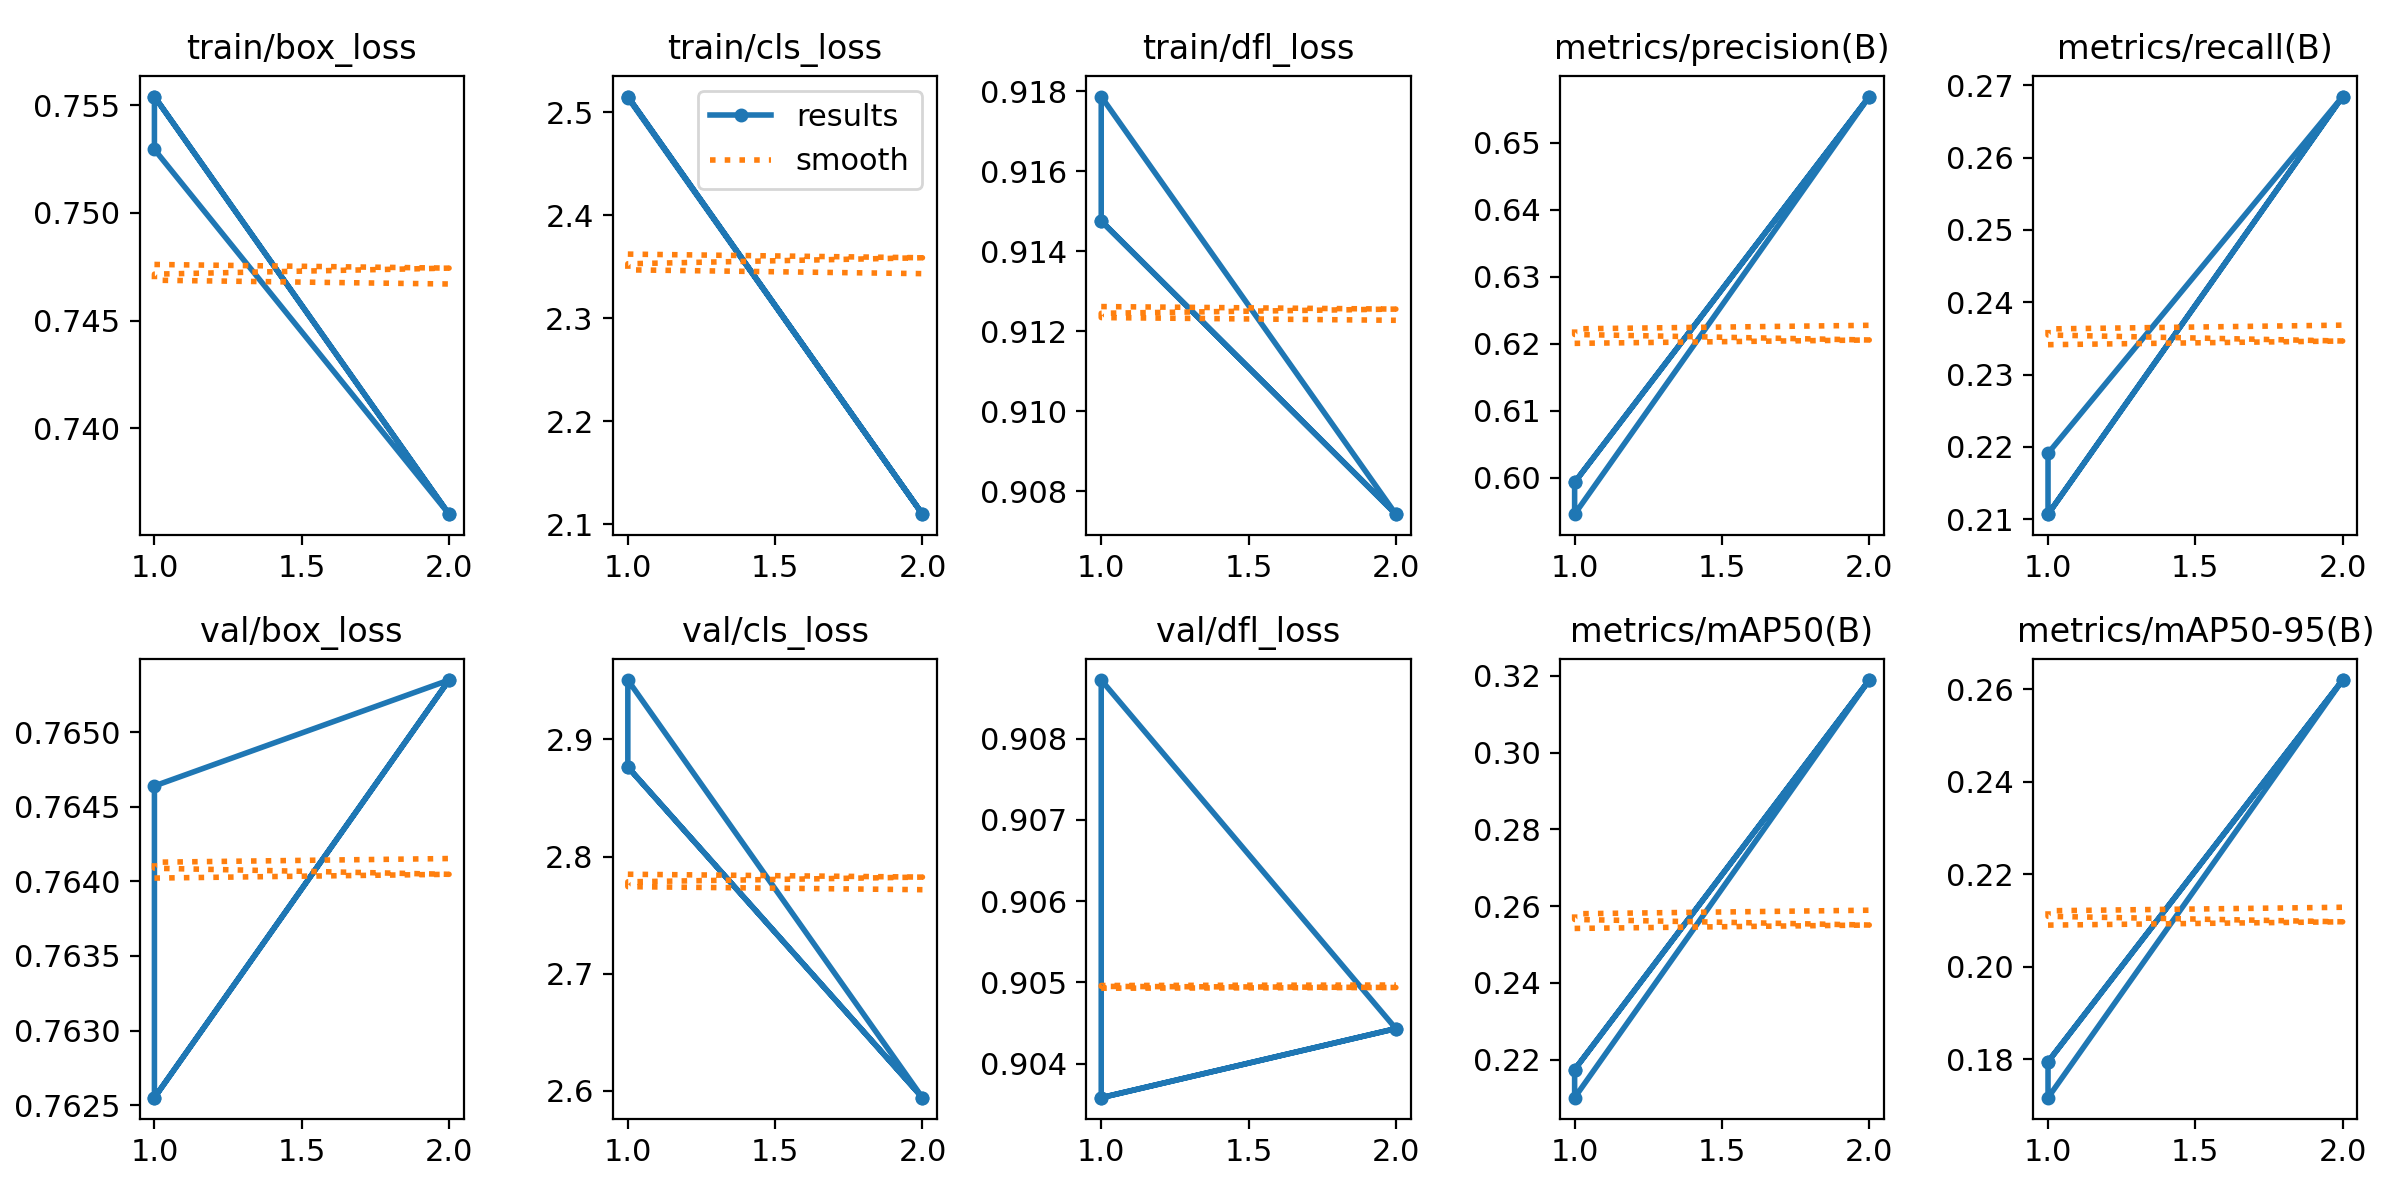 train/box_loss
0.755
0.750
0.745
0.740
1.0 1.5 2.0
train/cls_loss
results
smooth
2.5
2.4
2.3
2.2
2.1
1.0 1.5 2.0
train/dfl_loss
0.918
0.916
0.914
0.912
0.910
0.908
1.0 1.5 2.0
metrics/precision(B)
0.65
0.64
0.63
0.62
0.61
0.60
1.0 1.5 2.0
metrics/recall(B)
0.27
0.26
0.25
0.24
0.23
0.22
0.21
1.0 1.5 2.0
val/box_loss
0.7650
0.7645
0.7640
0.7635
0.7630
0.7625
1.0 1.5 2.0
val/cls_loss
2.9
2.8
2.7
2.6
1.0 1.5 2.0
val/dfl_loss
0.908
0.907
0.906
0.905
0.904
1.0 1.5 2.0
metrics/mAP50(B)
0.32
0.30
0.28
0.26
0.24
0.22
1.0 1.5 2.0
metrics/mAP50-95(B)
0.26
0.24
0.22
0.20
0.18
1.0 1.5 2.0